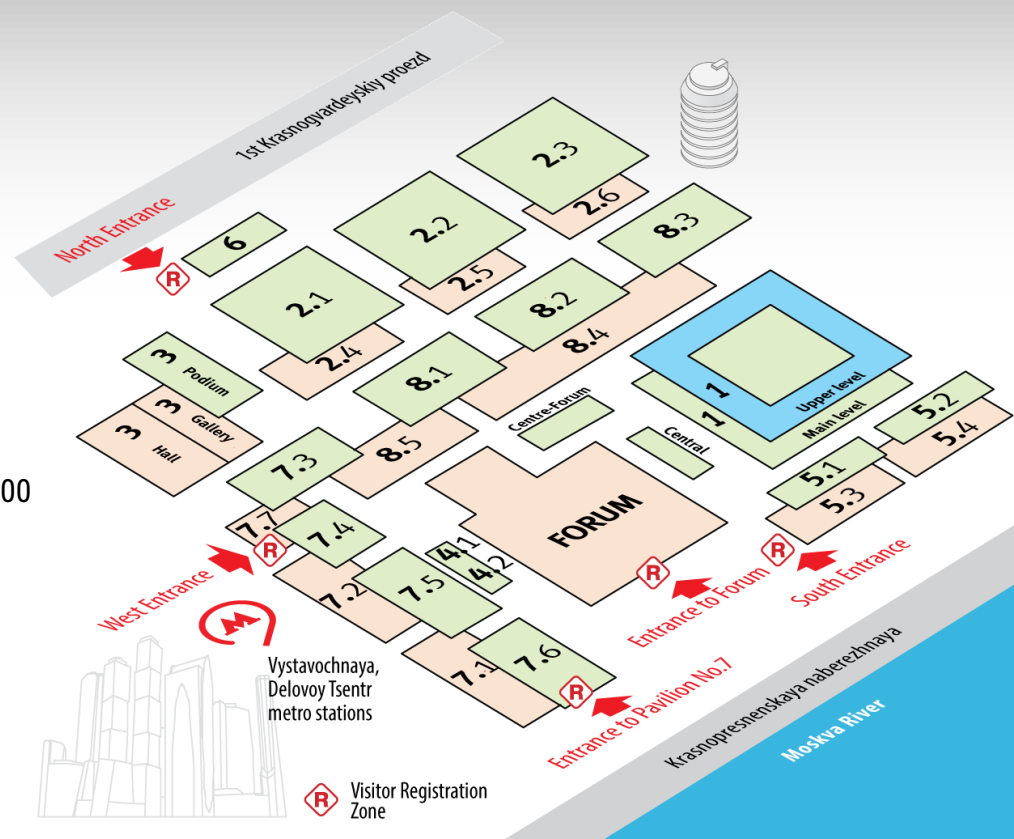 1st Krasnogvardeyskiy proezd
North Entrance
R
6
2.3
2.6
2.2
2.5
8.3
2.1
2.4
8.2
8.4
3
Podium
3
Gallery
3
Hall
8.1
8.5
Centre-Forum
Central
1
Upper level
1
Main level
5.2
5.4
5.1
5.3
00
7.3
7.7
R
7.4
West Entrance
7.2
7.5
4.1
4.2
FORUM
R
Entrance to Forum
R
South Entrance
7.1
7.6
R
Entrance to Pavilion No.7
M
Vystavochnaya,
Delovoy Tsentr
metro stations
Krasnopresnenskaya naberezhnaya
Moskva River
R
Visitor Registration
Zone